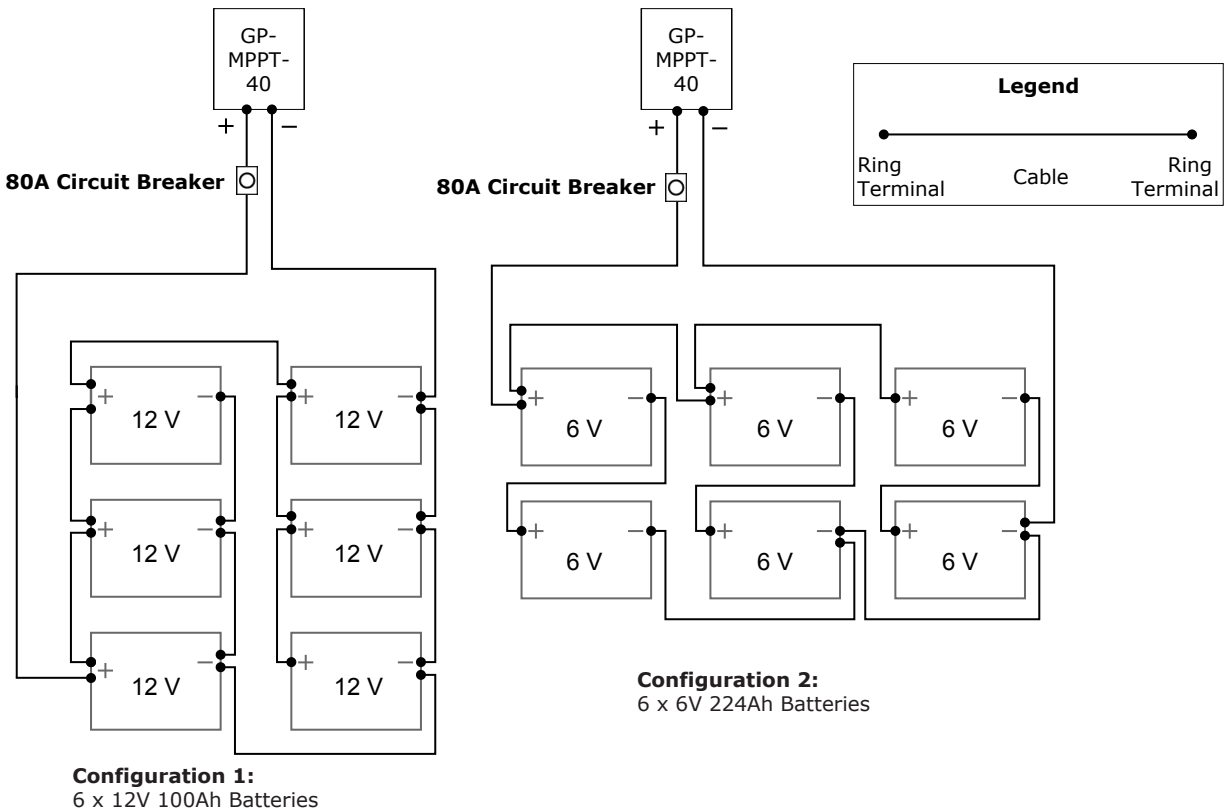 GP-
MPPT-
40
+
−
80A Circuit Breaker
+
−
12 V
+
−
12 V
+
−
12 V
+
−
12 V
+
−
12 V
+
−
12 V
Configuration 1:
6 x 12V 100Ah Batteries
GP-
MPPT-
40
+
−
80A Circuit Breaker
+
−
6 V
+
−
6 V
+
−
6 V
+
−
6 V
+
−
6 V
+
−
6 V
Configuration 2:
6 x 6V 224Ah Batteries
Legend
Ring
Terminal
Cable
Ring
Terminal